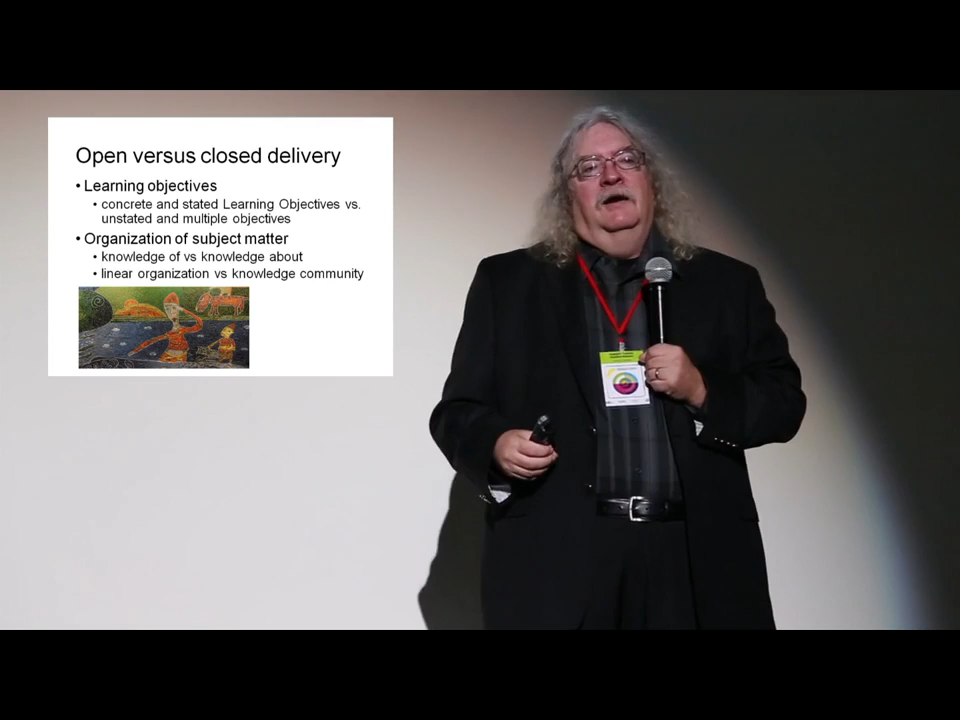 Open versus closed delivery
• Learning objectives
• concrete and stated Learning Objectives vs.
unstated and multiple objectives
• Organization of subject matter
• knowledge of vs knowledge about
• linear organization vs knowledge community